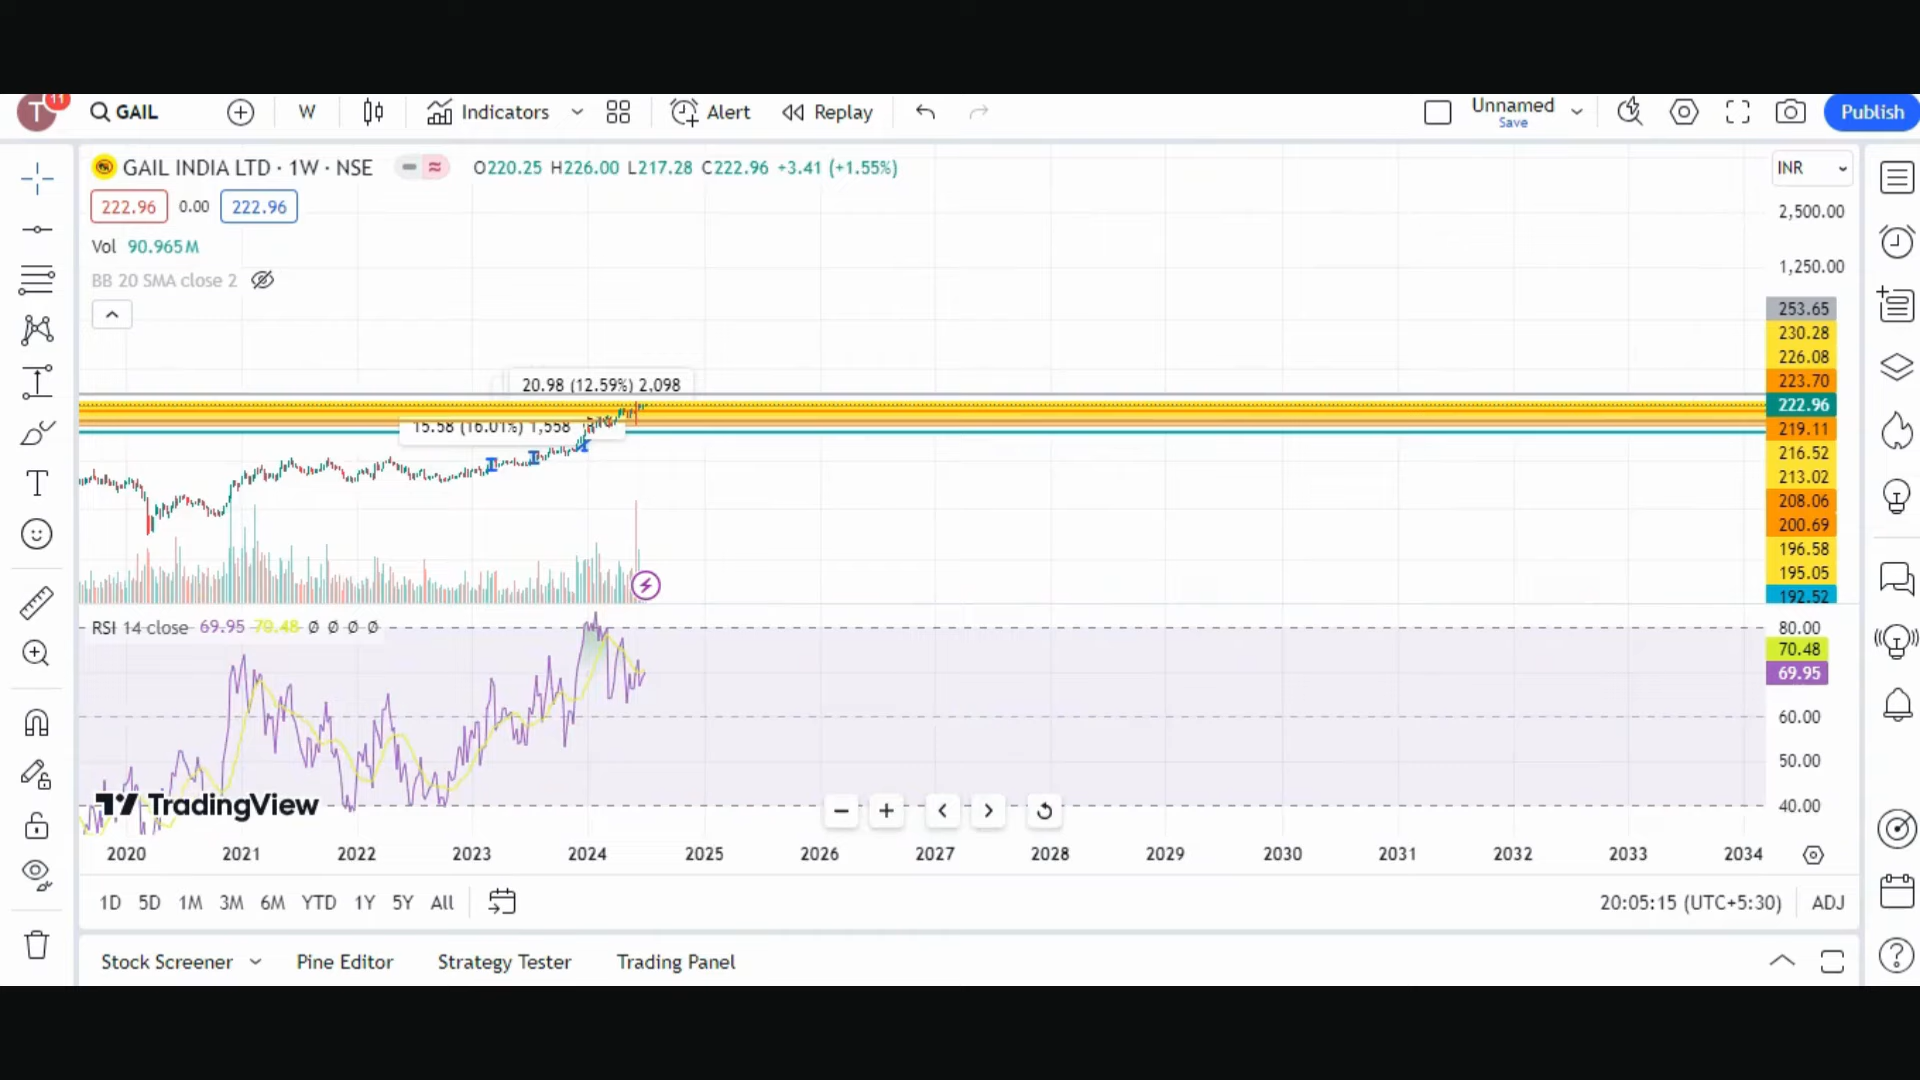 T 11 GAIL W Indicators Alert Replay Unnamed Save Publish
GAIL INDIA LTD · 1W · NSE O220.25 H226.00 L217.28 C222.96 +3.41 (+1.55%) INR
222.96 0.00 222.96
Vol 90.965M
BB 20 SMA close 2
2,500.00
1,250.00
253.65
230.28
226.08
223.70
222.96
219.11
216.52
213.02
208.06
200.69
196.58
195.05
192.52
20.98 (12.59%) 2,098
15.58 (16.01%) 1,558
RSI 14 close 69.95 70.48 Ø Ø Ø Ø
80.00
70.48
69.95
60.00
50.00
40.00
TradingView
2020 2021 2022 2023 2024 2025 2026 2027 2028 2029 2030 2031 2032 2033 2034
1D 5D 1M 3M 6M YTD 1Y 5Y All 20:05:15 (UTC+5:30) ADJ
Stock Screener Pine Editor Strategy Tester Trading Panel